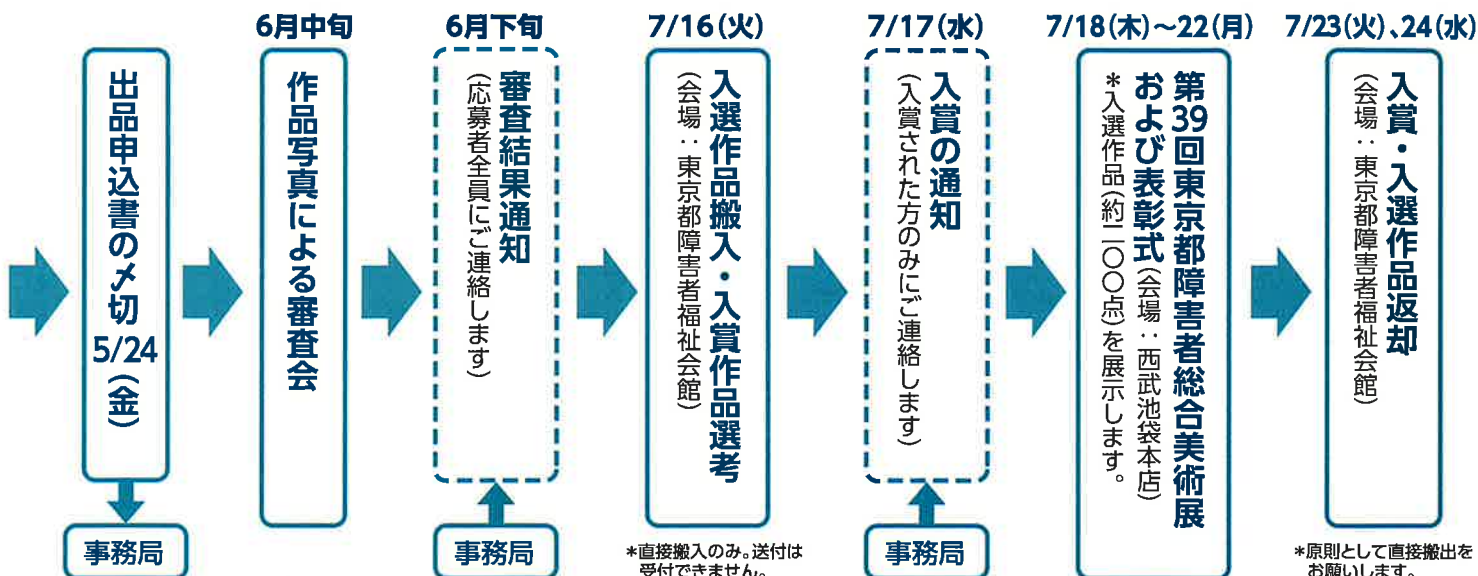 出品申込書の〆切 5/24(金)
事務局
6月中旬
作品写真による審査会
6月下旬
審査結果通知
(応募者全員にご連絡します)
事務局
7/16(火)
入選作品搬入・入賞作品選考
(会場：東京都障害者福祉会館)
*直接搬入のみ。送付は
受付できません。
7/17(水)
入賞の通知
(入賞された方のみにご連絡します)
事務局
7/18(木)～22(月)
第39回東京都障害者総合美術展
および表彰式(会場：西武池袋本店)
*入選作品(約二〇〇点)を展示します。
7/23(火)、24(水)
入賞・入選作品返却
(会場：東京都障害者福祉会館)
*原則として直接搬出を
お願いします。